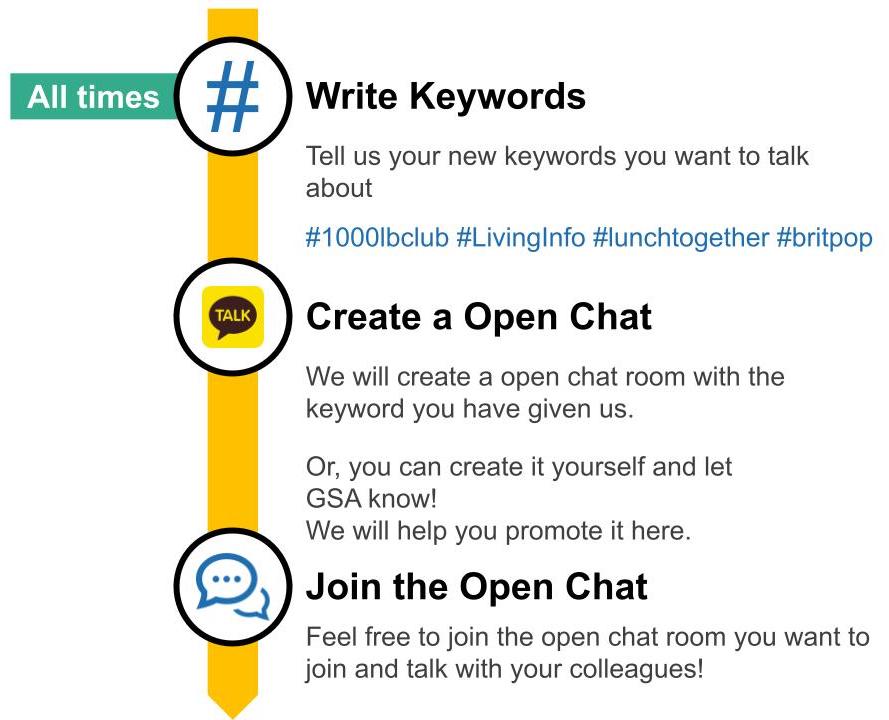 All times
#
Write Keywords
Tell us your new keywords you want to talk
about
#1000lbclub #LivingInfo #lunchtogether #britpop
TALK
Create a Open Chat
We will create a open chat room with the
keyword you have given us.
Or, you can create it yourself and let
GSA know!
We will help you promote it here.
Join the Open Chat
Feel free to join the open chat room you want to
join and talk with your colleagues!